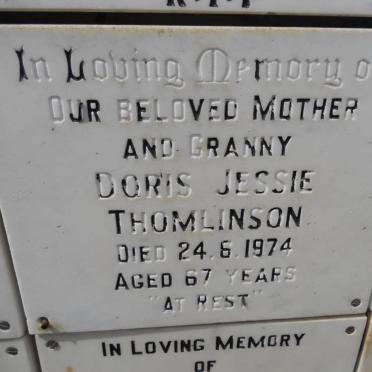 In Loving Memory o
OUR BELOVED MOTHER
AND GRANNY
DORIS JESSIE
THOMLINSON
DIED 24.6.1974
AGED 67 YEARS
"AT REST"
IN LOVING MEMORY
OF